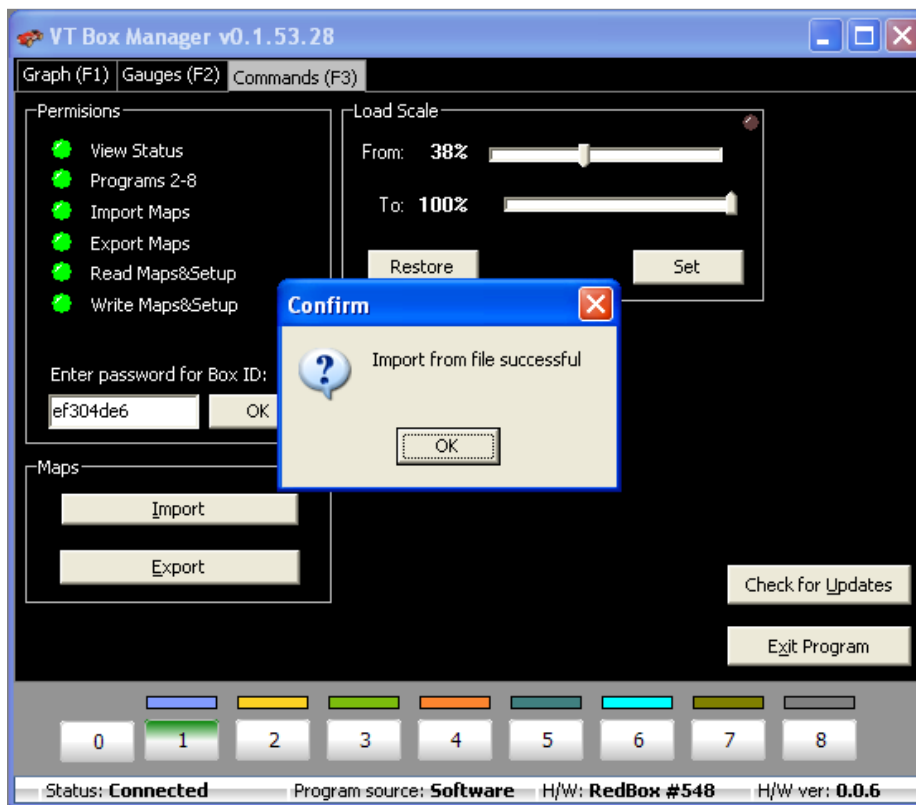 VT Box Manager v0.1.53.28
Graph (F1) Gauges (F2) Commands (F3)
Permisions
View Status
Programs 2-8
Import Maps
Export Maps
Read Maps&Setup
Write Maps&Setup
Enter password for Box ID:
ef304de6 OK
Load Scale
From: 38%
To: 100%
Restore Set
Confirm
Import from file successful
OK
Maps
Import
Export
Check for Updates
Exit Program
0 1 2 3 4 5 6 7 8
Status: Connected Program source: Software H/W: RedBox #548 H/W ver: 0.0.6